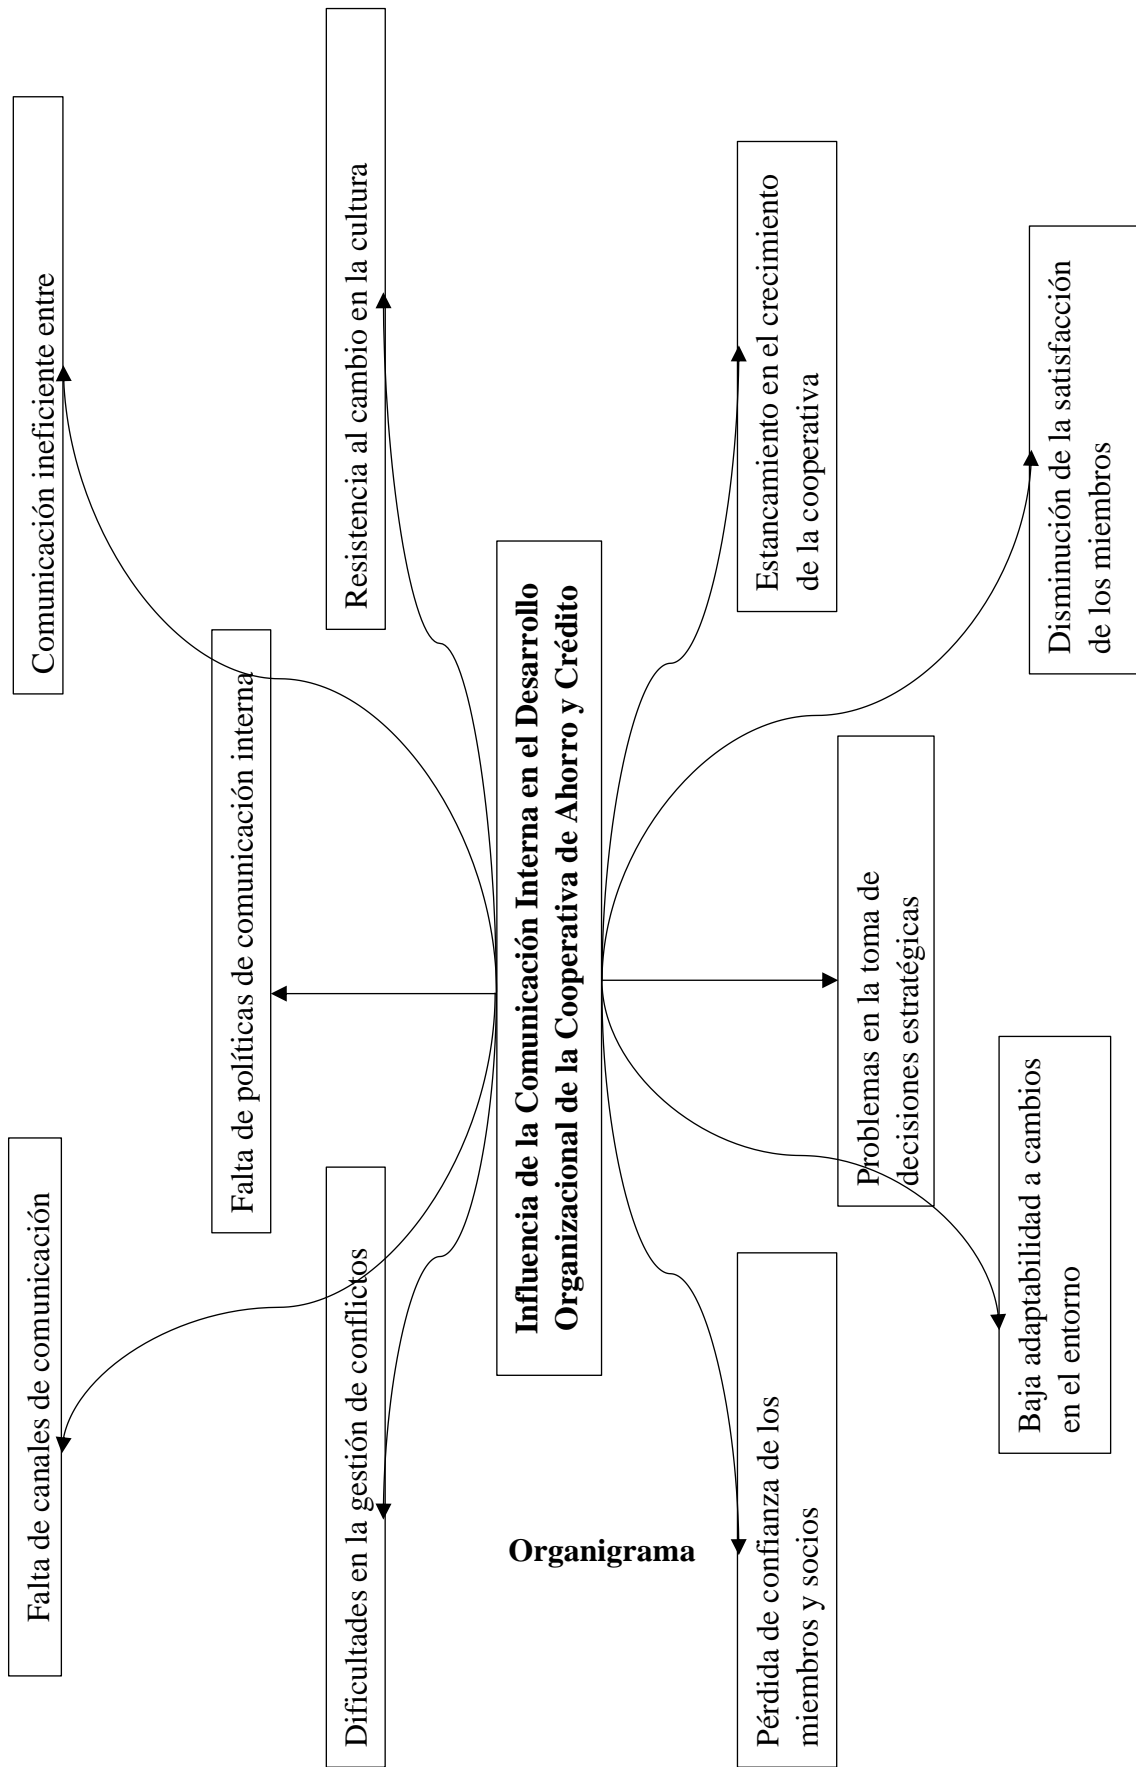 Falta de canales de comunicación
Comunicación ineficiente entre
Falta de políticas de comunicación interna
Dificultades en la gestión de conflictos
Resistencia al cambio en la cultura
Influencia de la Comunicación Interna en el Desarrollo
Organizacional de la Cooperativa de Ahorro y Crédito
Organigrama
Pérdida de confianza de los
miembros y socios
Estancamiento en el crecimiento
de la cooperativa
Problemas en la toma de
decisiones estratégicas
Baja adaptabilidad a cambios
en el entorno
Disminución de la satisfacción
de los miembros